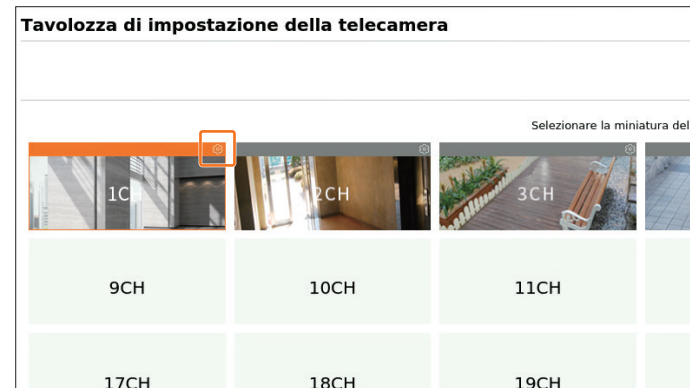 Tavolozza di impostazione della telecamera
Selezionare la miniatura del
1CH
2CH
3CH
9CH
10CH
11CH
17CH
18CH
19CH